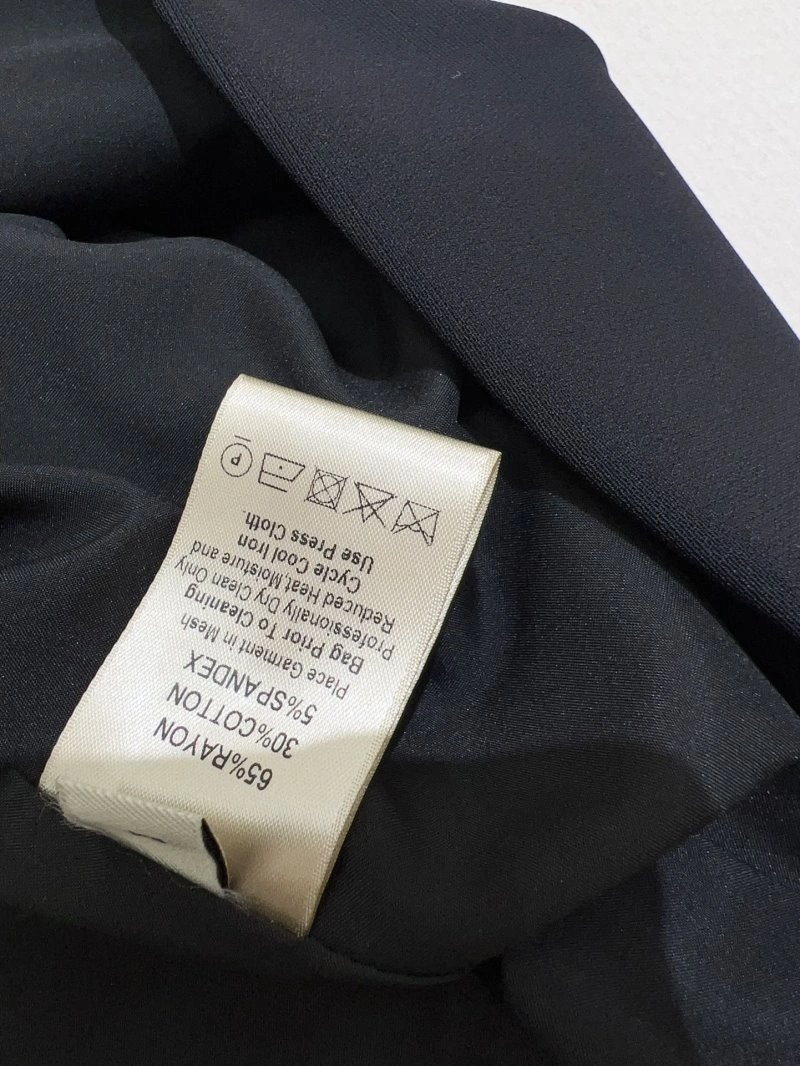 65%RAYON
30%COTTON
5%SPANDEX
Place Garment in Mesh
Bag Prior To Cleaning
Professionally Dry Clean Only
Reduced Heat,Moisture and
Cycle Cool Iron
Use Press Cloth.
P